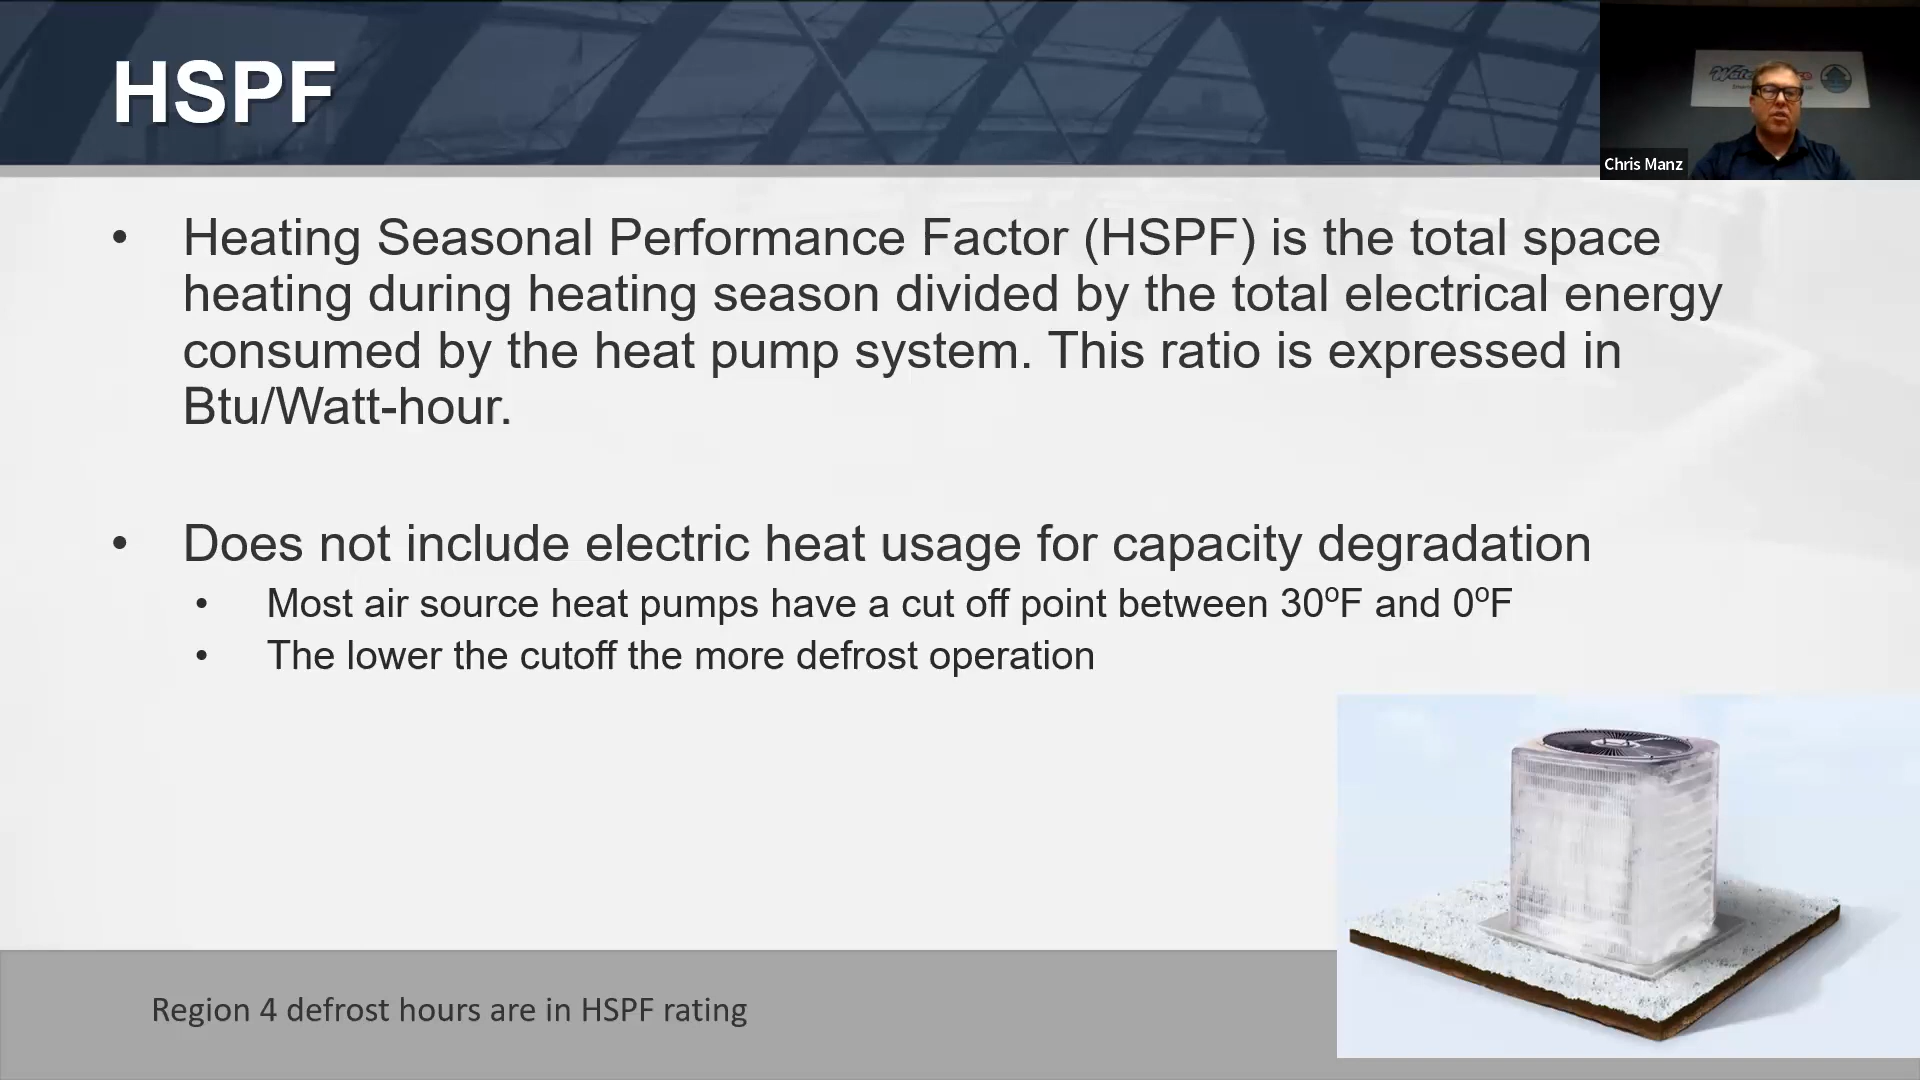 HSPF
Chris Manz
• Heating Seasonal Performance Factor (HSPF) is the total space
heating during heating season divided by the total electrical energy
consumed by the heat pump system. This ratio is expressed in
Btu/Watt-hour.
• Does not include electric heat usage for capacity degradation
• Most air source heat pumps have a cut off point between 30ºF and 0ºF
• The lower the cutoff the more defrost operation
Region 4 defrost hours are in HSPF rating